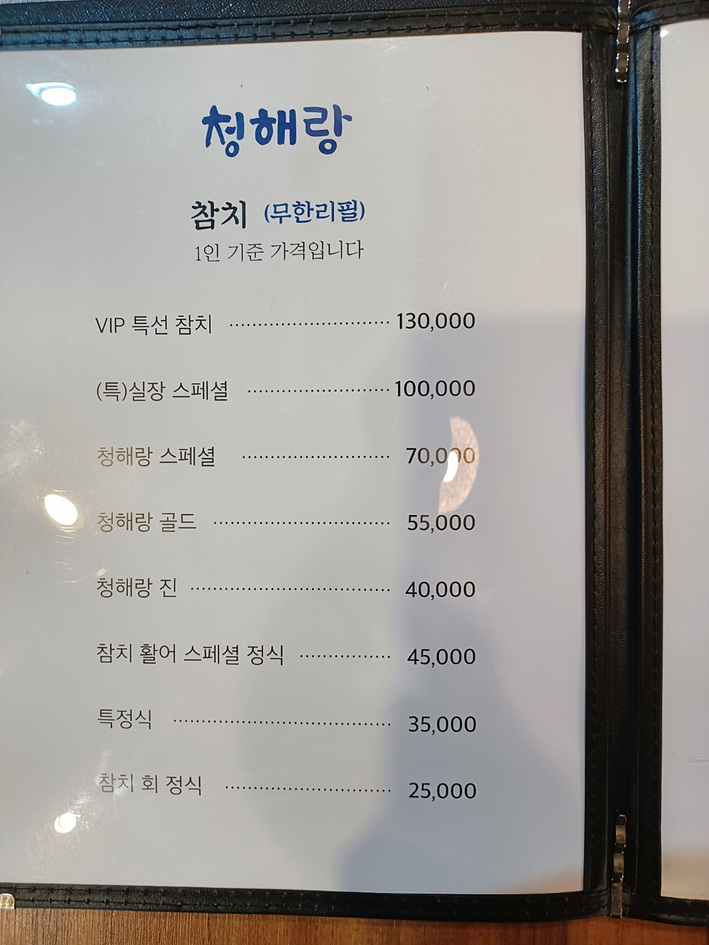 청해랑
참치 (무한리필)
1인 기준 가격입니다
VIP 특선 참치 130,000
(특)실장 스페셜 100,000
청해랑 스페셜 70,000
청해랑 골드 55,000
청해랑 진 40,000
참치 활어 스페셜 정식 45,000
특정식 35,000
참치 회 정식 25,000